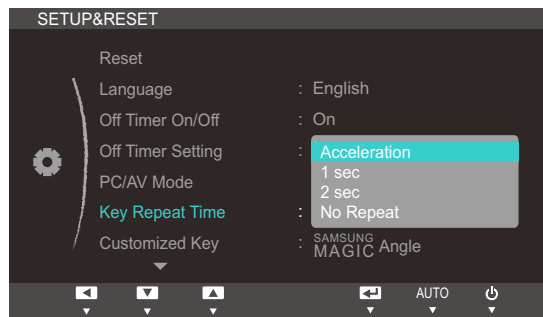 SETUP&RESET
Reset
Language : English
Off Timer On/Off : On
Off Timer Setting :
Acceleration
1 sec
2 sec
No Repeat
PC/AV Mode
Key Repeat Time :
Customized Key : SAMSUNG MAGIC Angle
AUTO